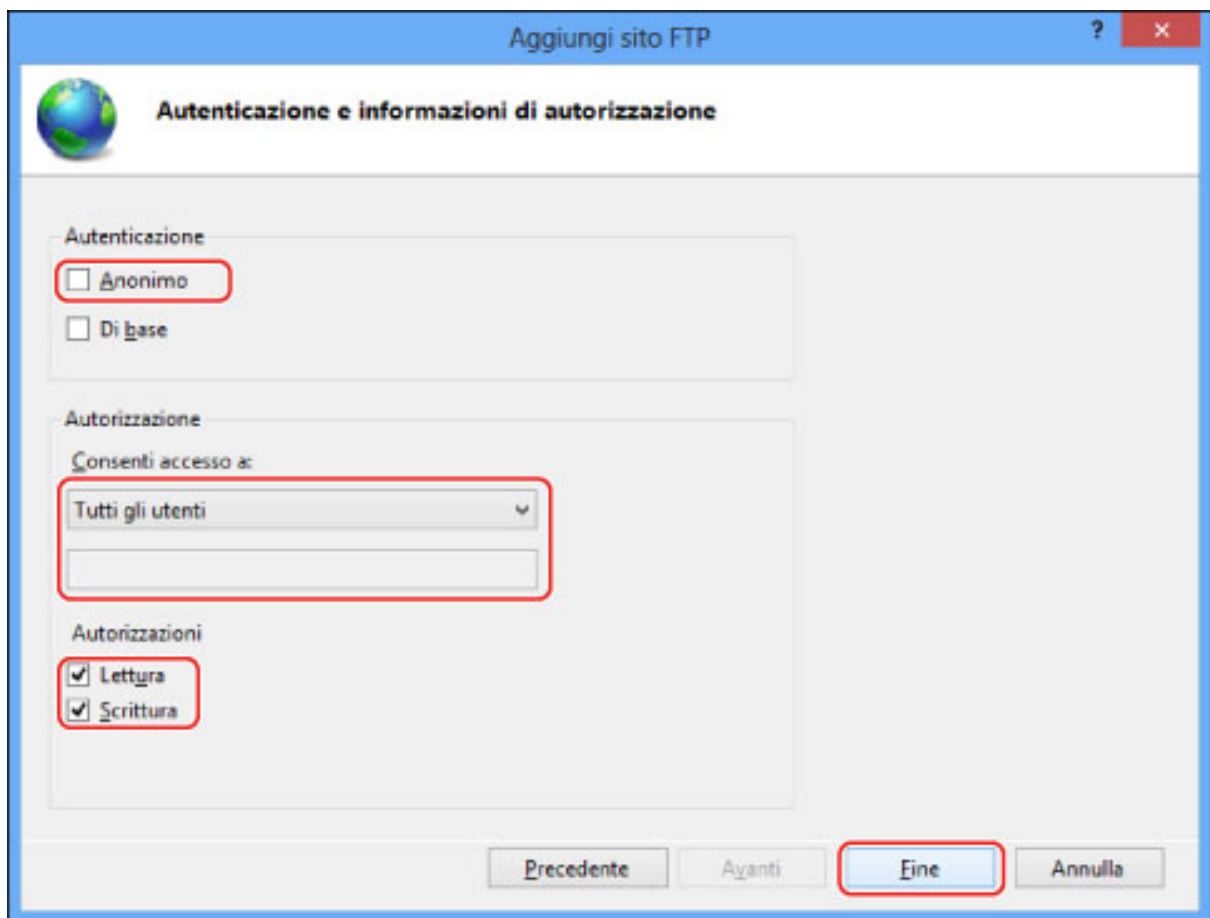 Aggiungi sito FTP
?
Autenticazione e informazioni di autorizzazione
Autenticazione
Anonimo
Di base
Autorizzazione
Consenti accesso a:
Tutti gli utenti
Autorizzazioni
Lettura
Scrittura
Precedente Avanti Fine Annulla